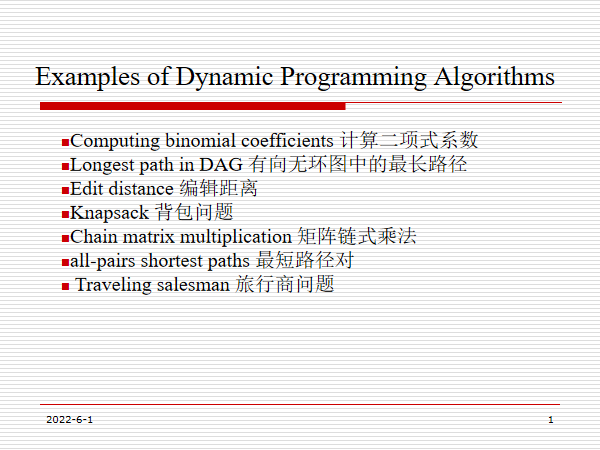 Examples of Dynamic Programming Algorithms
Computing binomial coefficients 计算二项式系数
Longest path in DAG 有向无环图中的最长路径
Edit distance 编辑距离
Knapsack 背包问题
Chain matrix multiplication 矩阵链式乘法
all-pairs shortest paths 最短路径对
Traveling salesman 旅行商问题
2022-6-1
1